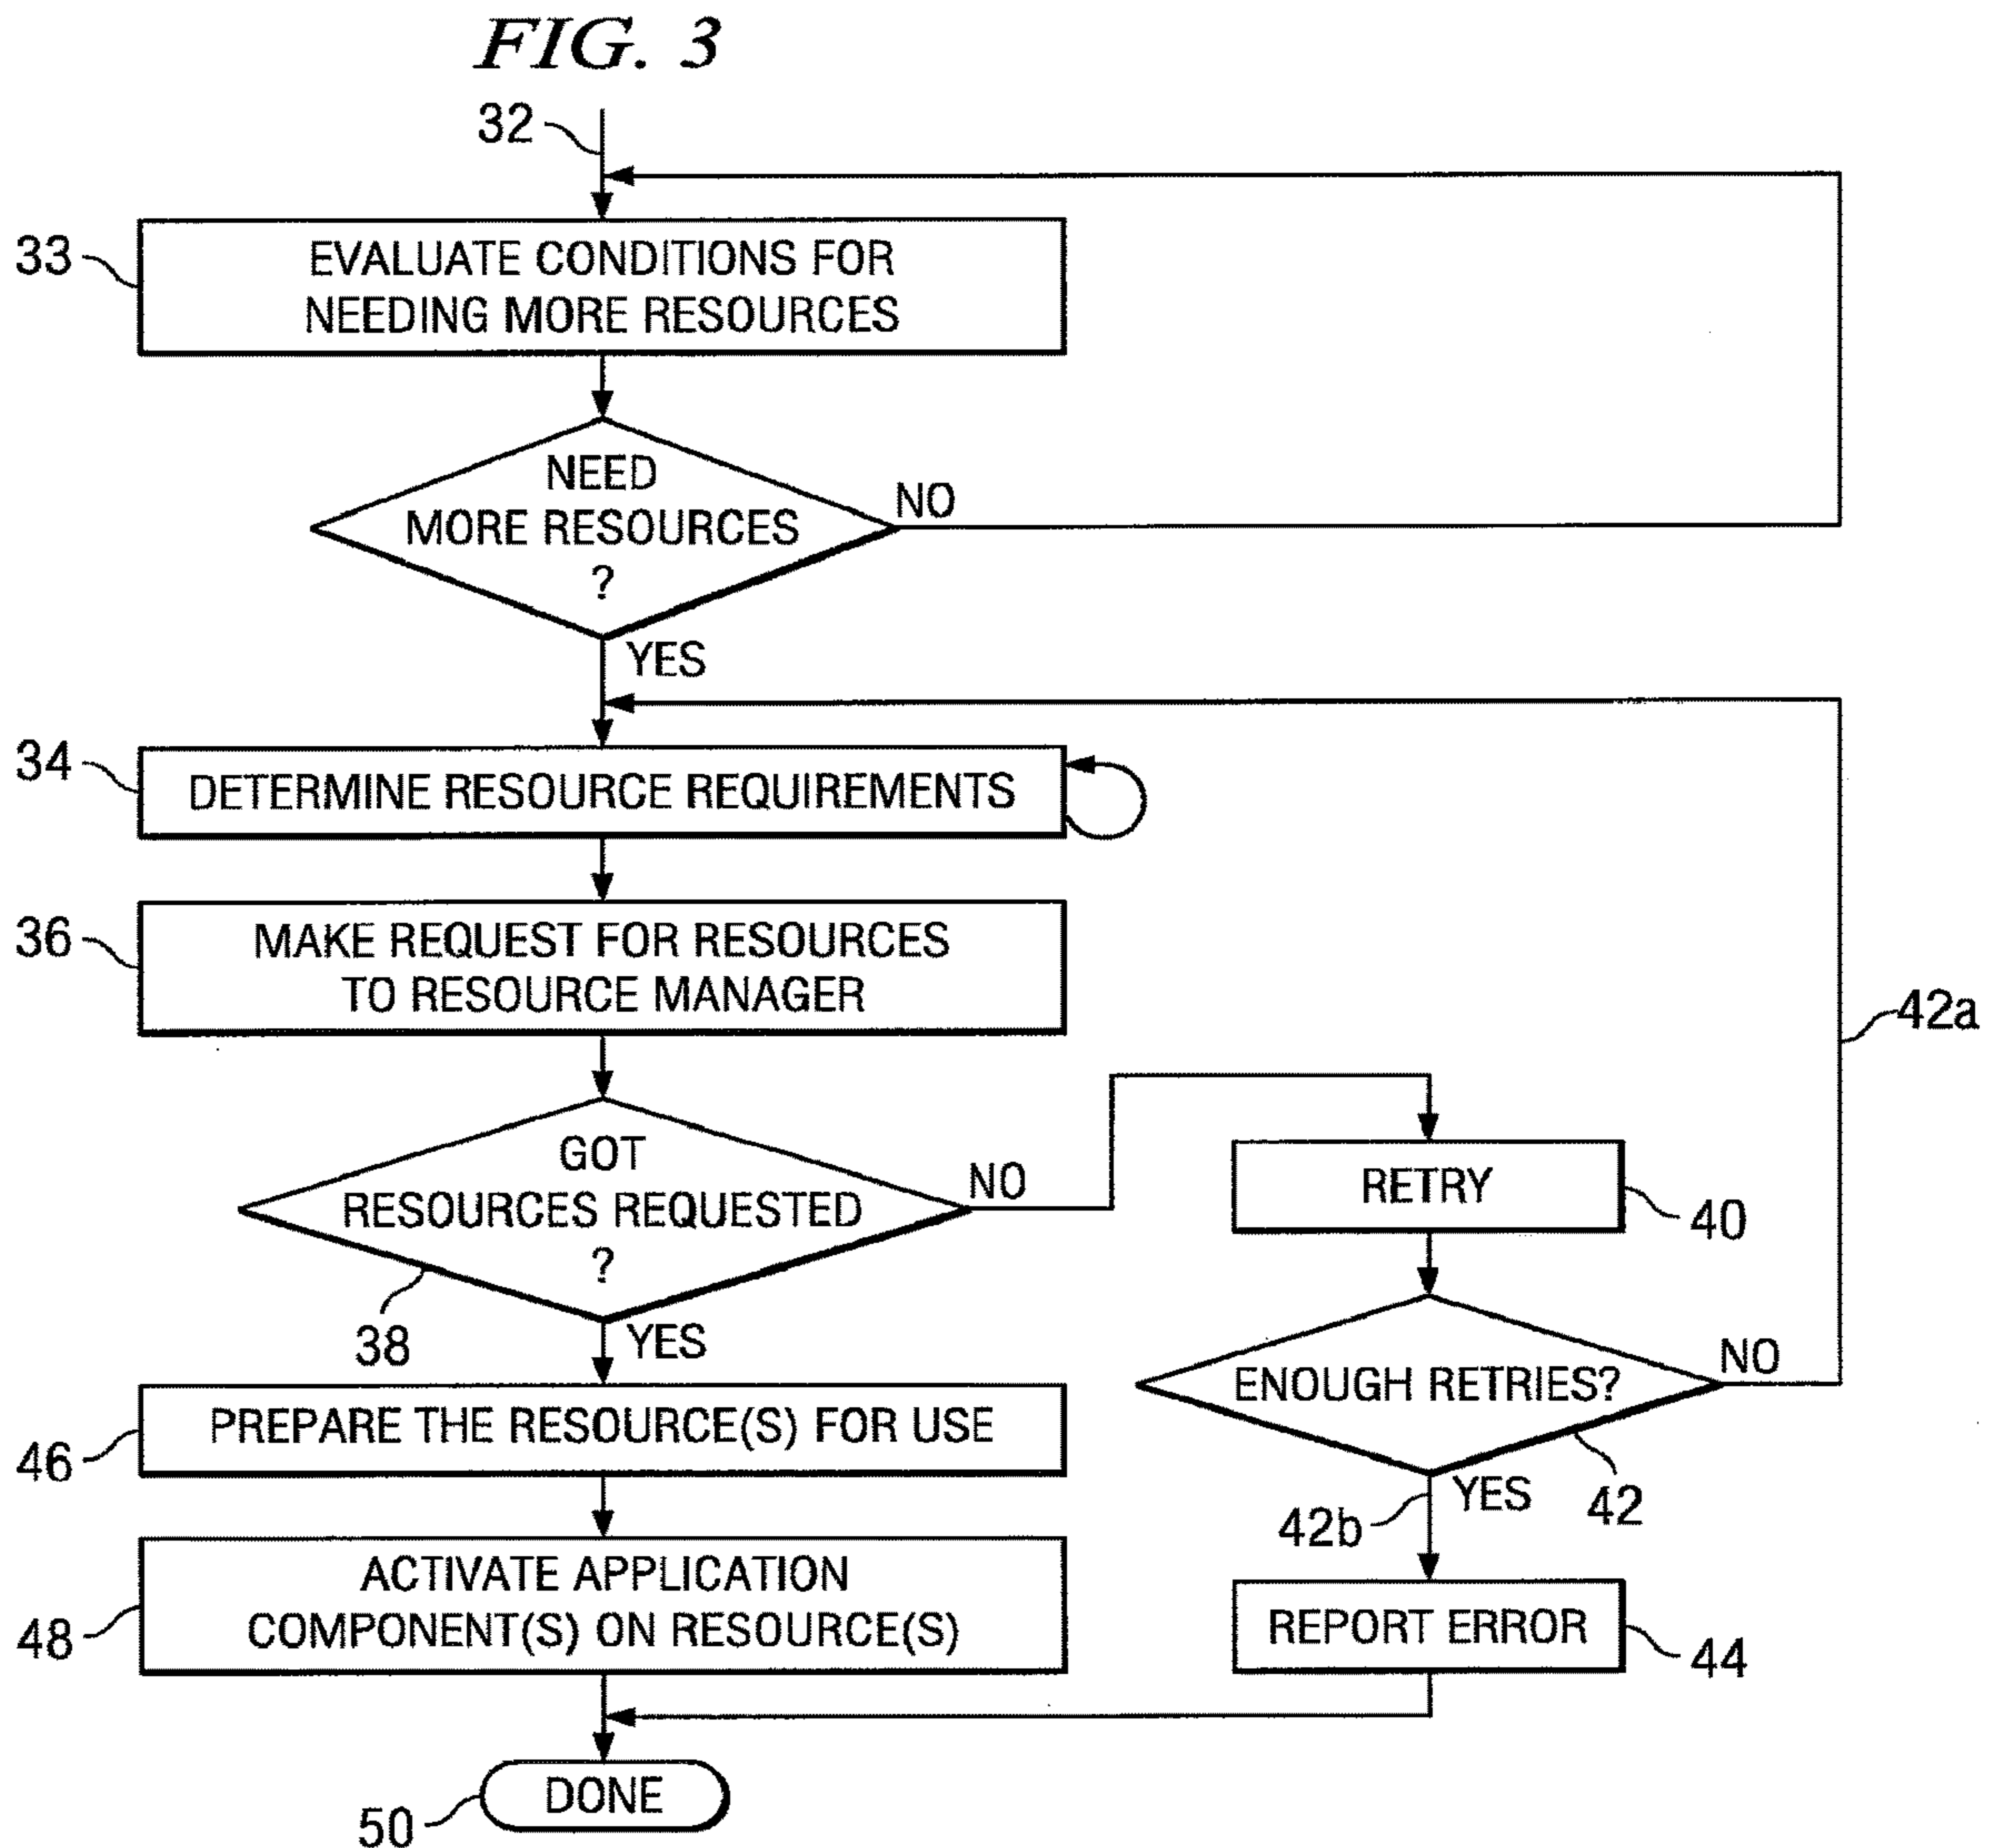 FIG. 3
32
33
EVALUATE CONDITIONS FOR
NEEDING MORE RESOURCES
NEED
MORE RESOURCES
?
NO
YES
34
DETERMINE RESOURCE REQUIREMENTS
36
MAKE REQUEST FOR RESOURCES
TO RESOURCE MANAGER
42a
GOT
RESOURCES REQUESTED
?
NO
38
YES
RETRY
40
ENOUGH RETRIES?
NO
42
42b
YES
46
PREPARE THE RESOURCE(S) FOR USE
48
ACTIVATE APPLICATION
COMPONENT(S) ON RESOURCE(S)
REPORT ERROR
44
DONE
50